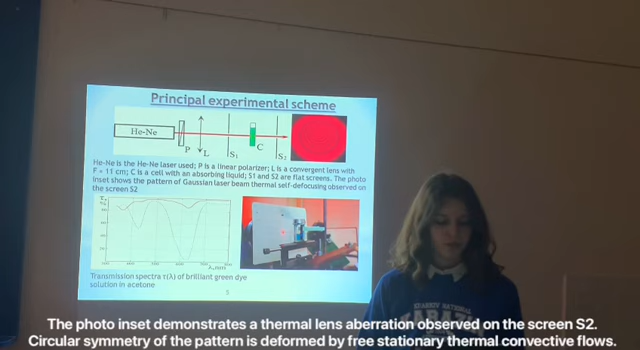 Principal experimental scheme
He-Ne
P
L
S1
C
S2
He-Ne is the He-Ne laser used; P is a linear polarizer; L is a convergent lens with
F = 11 cm; C is a cell with an absorbing liquid; S1 and S2 are flat screens. The photo
inset shows the pattern of Gaussian laser beam thermal self-defocusing observed on
the screen S2
λ, nm
Transmission spectra τ(λ) of brilliant green dye
solution in acetone
5
KHARKIV NATIONAL
KARAZIN
The photo inset demonstrates a thermal lens aberration observed on the screen S2.
Circular symmetry of the pattern is deformed by free stationary thermal convective flows.